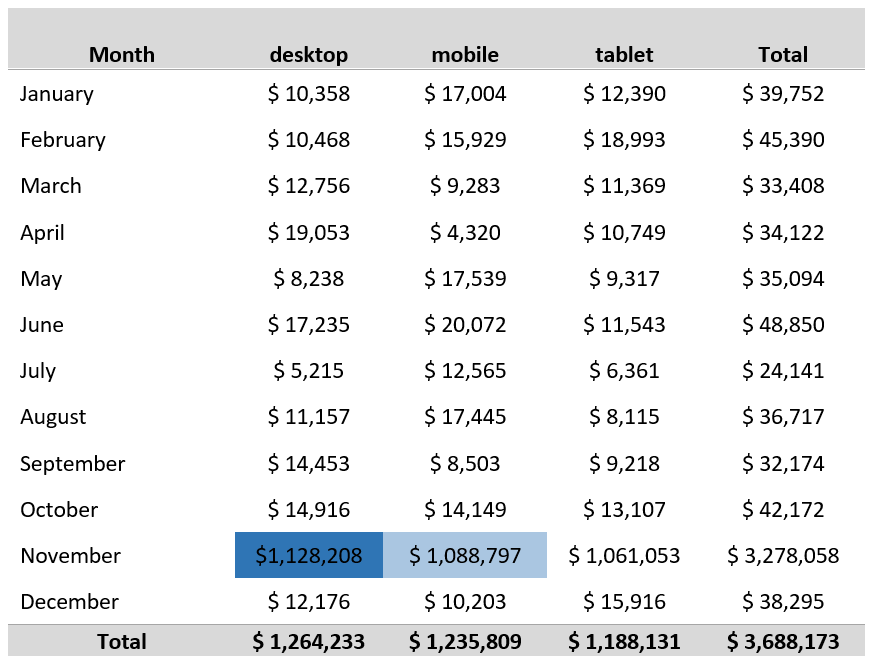 Month desktop mobile tablet Total
January $ 10,358 $ 17,004 $ 12,390 $ 39,752
February $ 10,468 $ 15,929 $ 18,993 $ 45,390
March $ 12,756 $ 9,283 $ 11,369 $ 33,408
April $ 19,053 $ 4,320 $ 10,749 $ 34,122
May $ 8,238 $ 17,539 $ 9,317 $ 35,094
June $ 17,235 $ 20,072 $ 11,543 $ 48,850
July $ 5,215 $ 12,565 $ 6,361 $ 24,141
August $ 11,157 $ 17,445 $ 8,115 $ 36,717
September $ 14,453 $ 8,503 $ 9,218 $ 32,174
October $ 14,916 $ 14,149 $ 13,107 $ 42,172
November $1,128,208 $ 1,088,797 $ 1,061,053 $ 3,278,058
December $ 12,176 $ 10,203 $ 15,916 $ 38,295
Total $ 1,264,233 $ 1,235,809 $ 1,188,131 $ 3,688,173